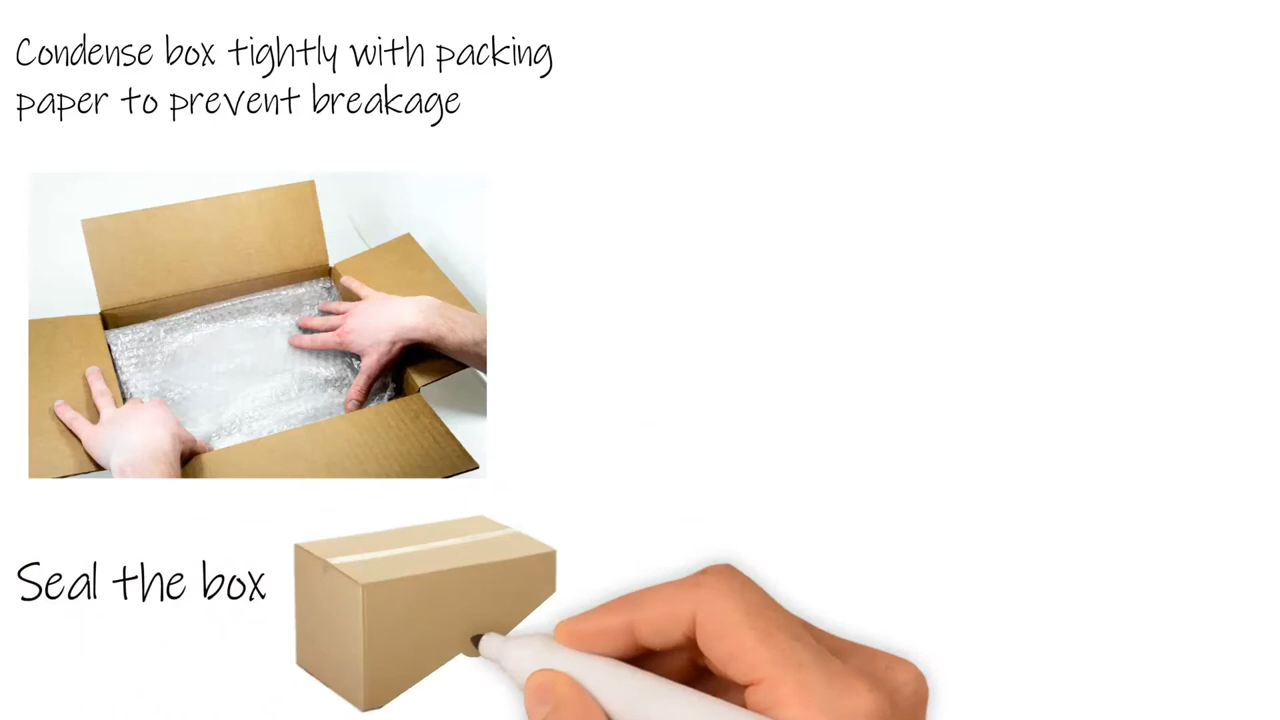 Condense box tightly with packing
paper to prevent breakage
Seal the box